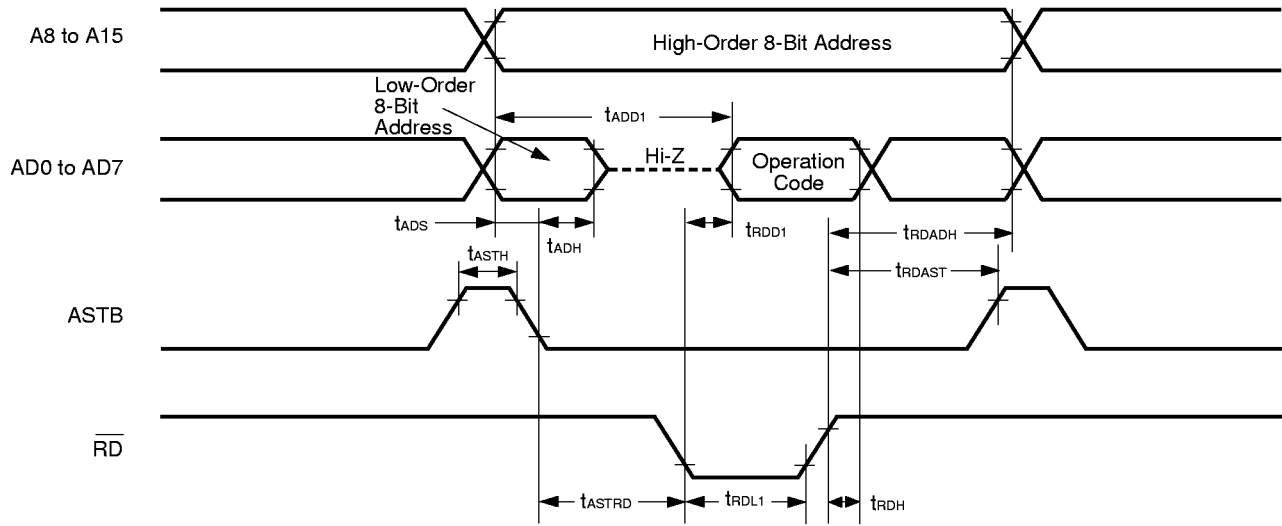 A8 to A15
High-Order 8-Bit Address
Low-Order
8-Bit
Address
tADD1
AD0 to AD7
Hi-Z
Operation
Code
tADS
tADH
tRDD1
tRDADH
tASTH
tRDAST
ASTB
RD
tASTRD
tRDL1
tRDH